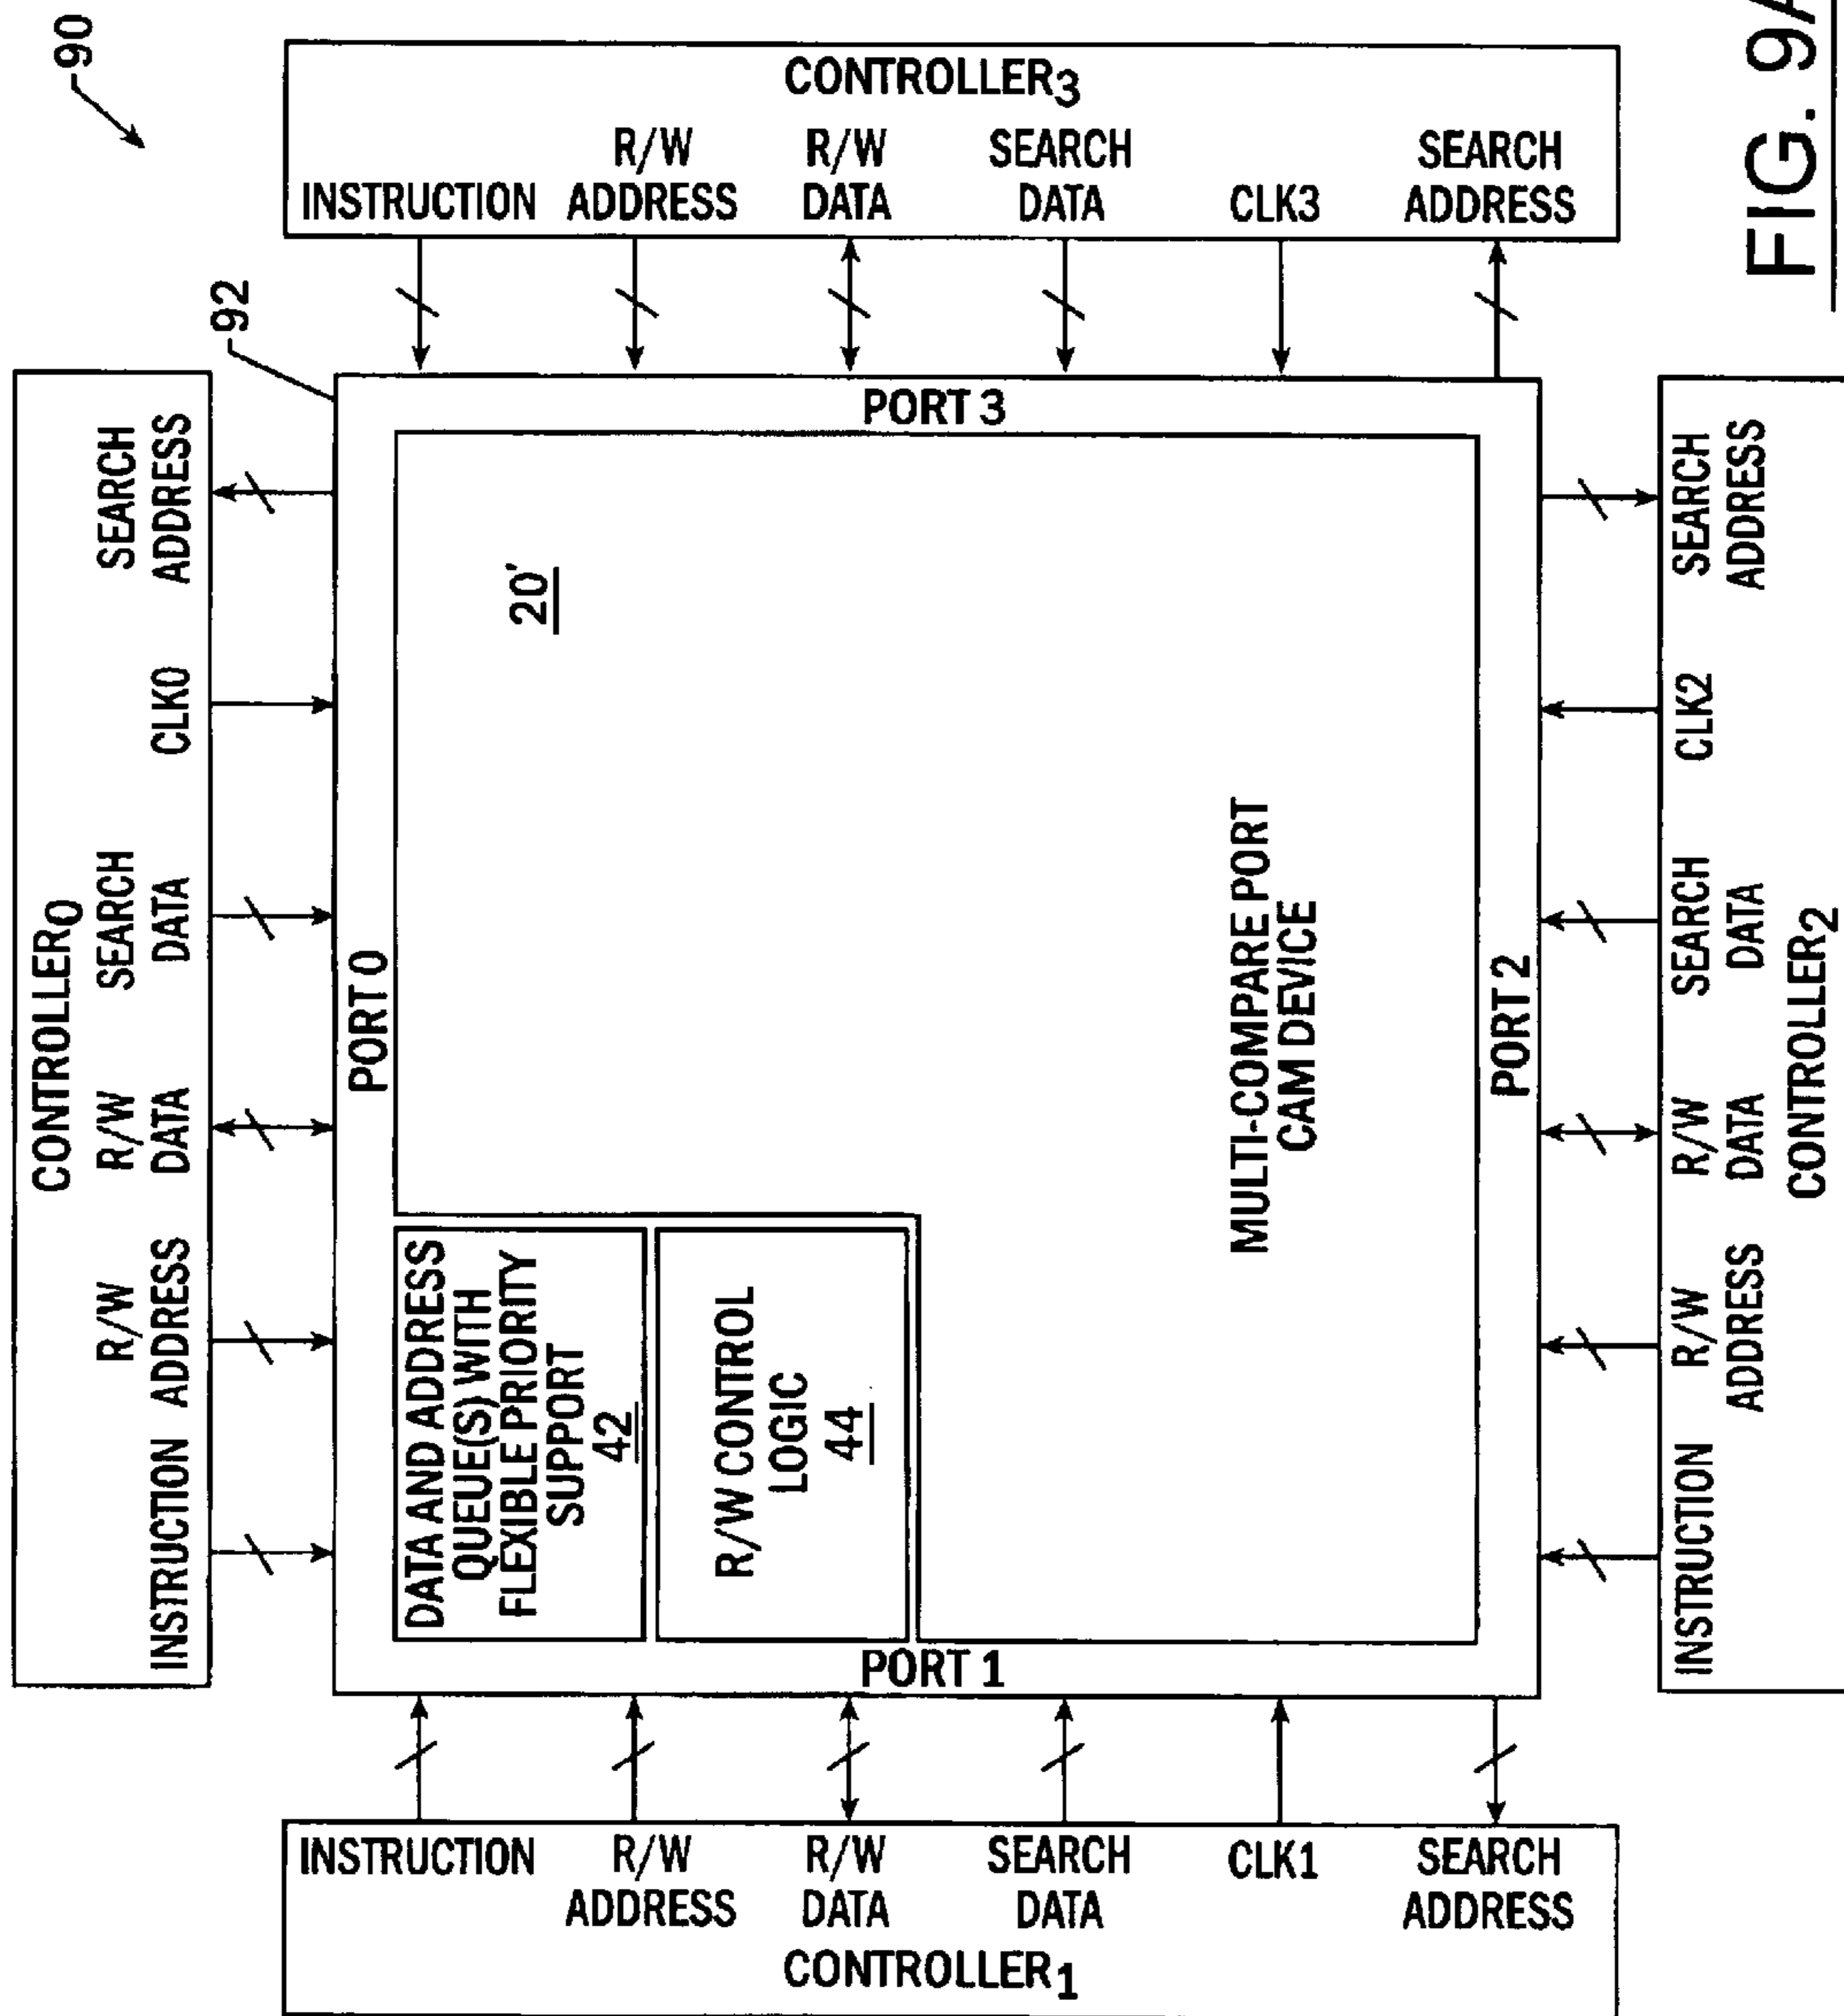 90
CONTROLLER0
INSTRUCTION
R/W
ADDRESS
R/W
DATA
SEARCH
DATA
CLK0
SEARCH
ADDRESS
92
PORT 0
DATA AND ADDRESS
QUEUE(S) WITH
FLEXIBLE PRIORITY
SUPPORT
42
R/W CONTROL
LOGIC
44
20'
MULTI-COMPARE PORT
CAM DEVICE
PORT 1
PORT 3
PORT 2
INSTRUCTION
R/W
ADDRESS
R/W
DATA
SEARCH
DATA
CLK1
SEARCH
ADDRESS
CONTROLLER1
CONTROLLER3
INSTRUCTION
R/W
ADDRESS
R/W
DATA
SEARCH
DATA
CLK3
SEARCH
ADDRESS
INSTRUCTION
R/W
ADDRESS
R/W
DATA
SEARCH
DATA
CLK2
SEARCH
ADDRESS
CONTROLLER2
FIG. 9A